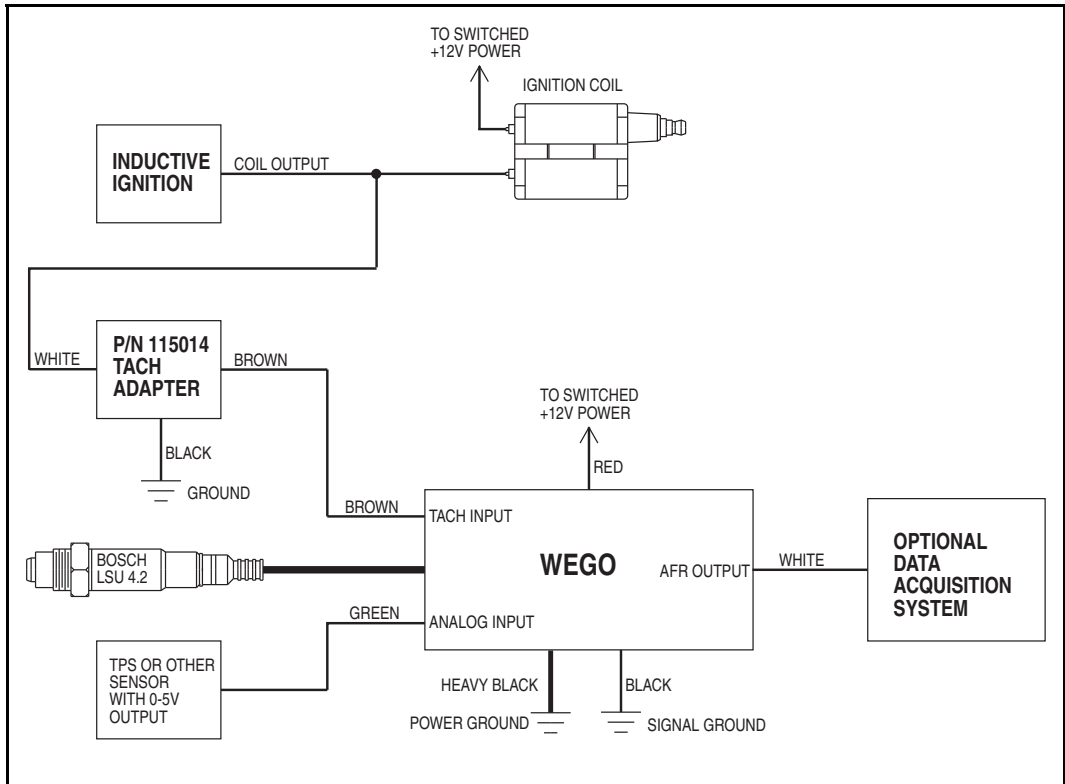 TO SWITCHED
+12V POWER
IGNITION COIL
INDUCTIVE
IGNITION
COIL OUTPUT
WHITE
P/N 115014
TACH
ADAPTER
BROWN
BLACK
GROUND
TO SWITCHED
+12V POWER
RED
BROWN
TACH INPUT
BOSCH
LSU 4.2
WEGO
AFR OUTPUT
WHITE
OPTIONAL
DATA
ACQUISITION
SYSTEM
GREEN
ANALOG INPUT
TPS OR OTHER
SENSOR
WITH 0-5V
OUTPUT
HEAVY BLACK
POWER GROUND
BLACK
SIGNAL GROUND